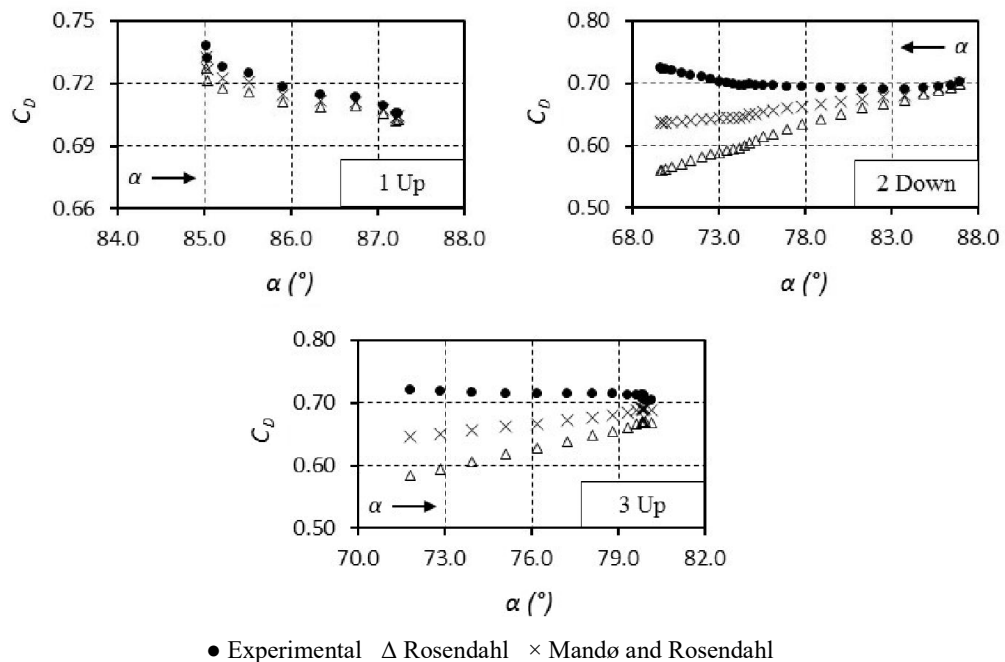 0.75
0.72
0.69
0.66
C_D
α → 1 Up
84.0 85.0 86.0 87.0 88.0
α (°)
0.80
0.70
0.60
0.50
C_D
← α
2 Down
68.0 73.0 78.0 83.0 88.0
α (°)
0.80
0.70
0.60
0.50
C_D
α → 3 Up
70.0 73.0 76.0 79.0 82.0
α (°)
● Experimental Δ Rosendahl × Mandø and Rosendahl